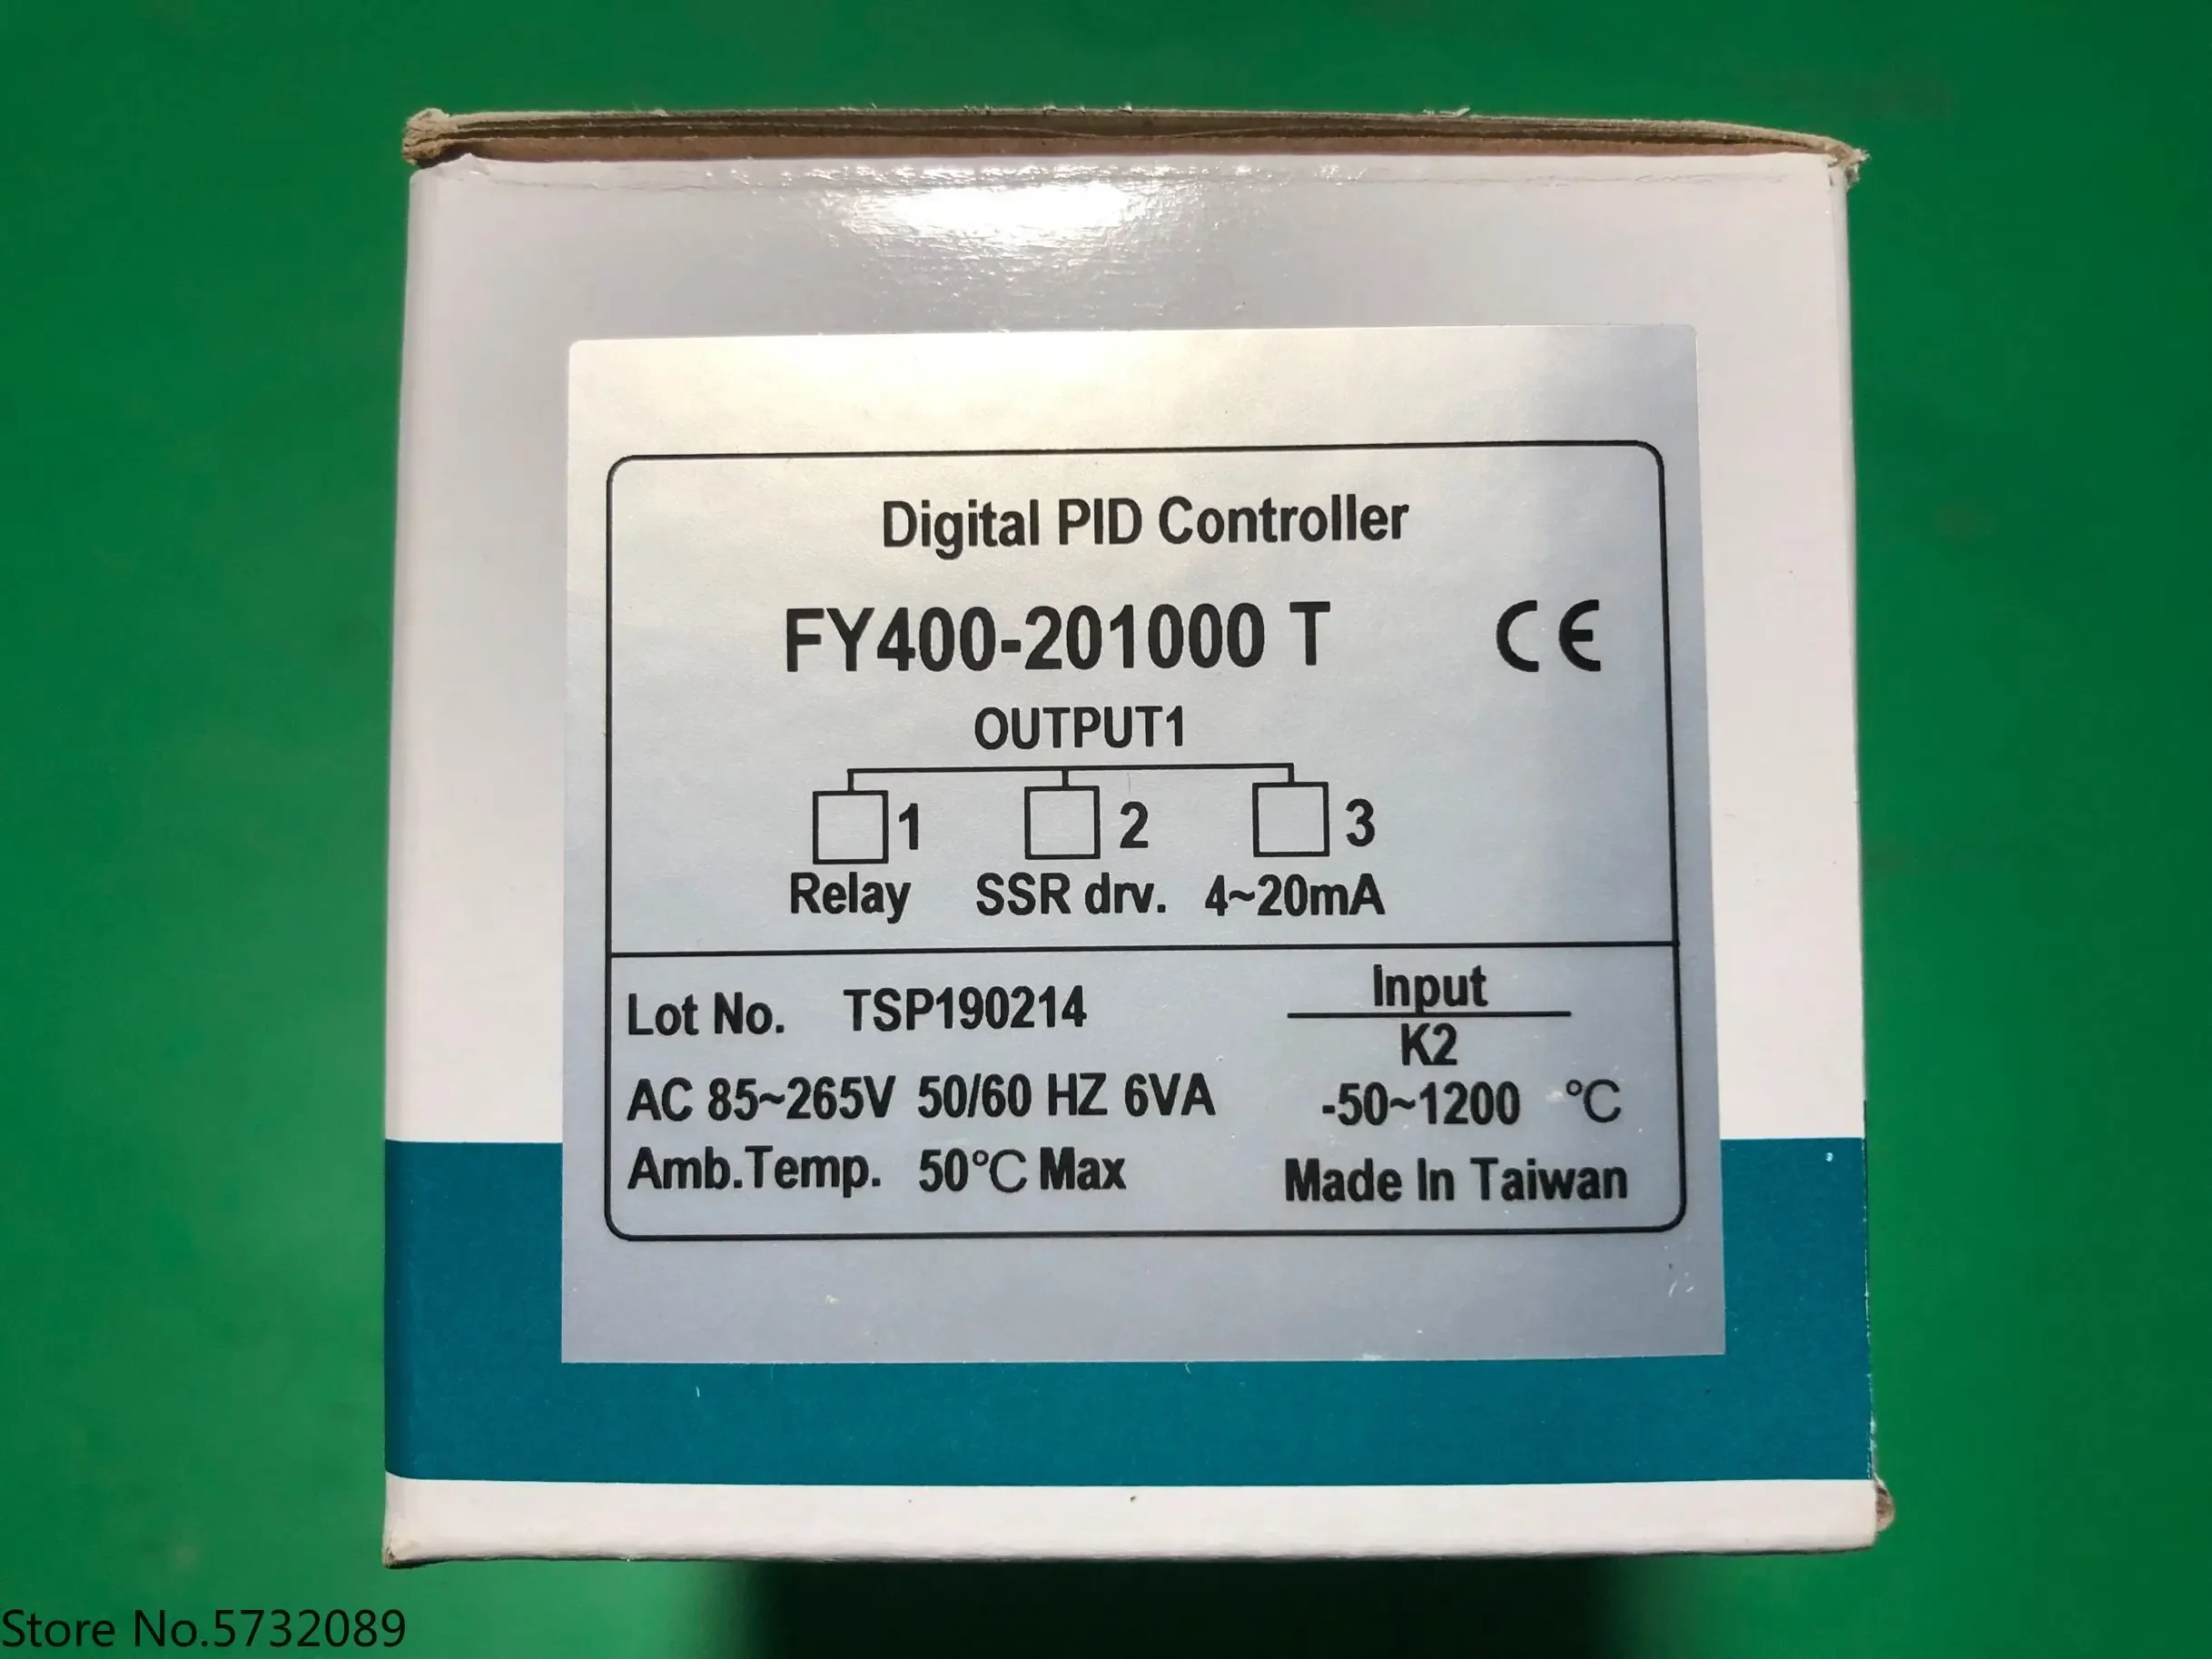 Digital PID Controller
FY400-201000 T CE
OUTPUT1
1 2 3
Relay SSR drv. 4~20mA
Lot No. TSP190214
Input
K2
AC 85~265V 50/60 HZ 6VA
-50~1200 °C
Amb.Temp. 50°C Max
Made In Taiwan
Store No.5732089